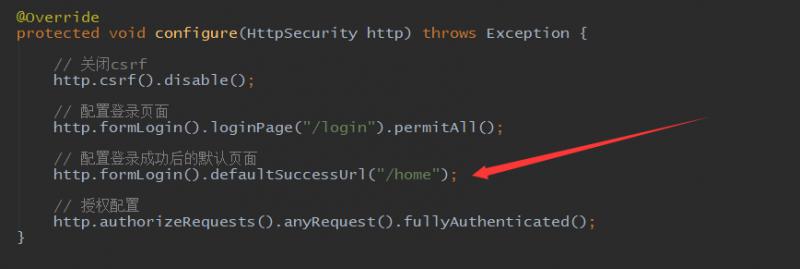 @Override
protected void configure(HttpSecurity http) throws Exception {
// 关闭csrf
http.csrf().disable();
// 配置登录页面
http.formLogin().loginPage("/login").permitAll();
// 配置登录成功后的默认页面
http.formLogin().defaultSuccessUrl("/home");
// 授权配置
http.authorizeRequests().anyRequest().fullyAuthenticated();
}